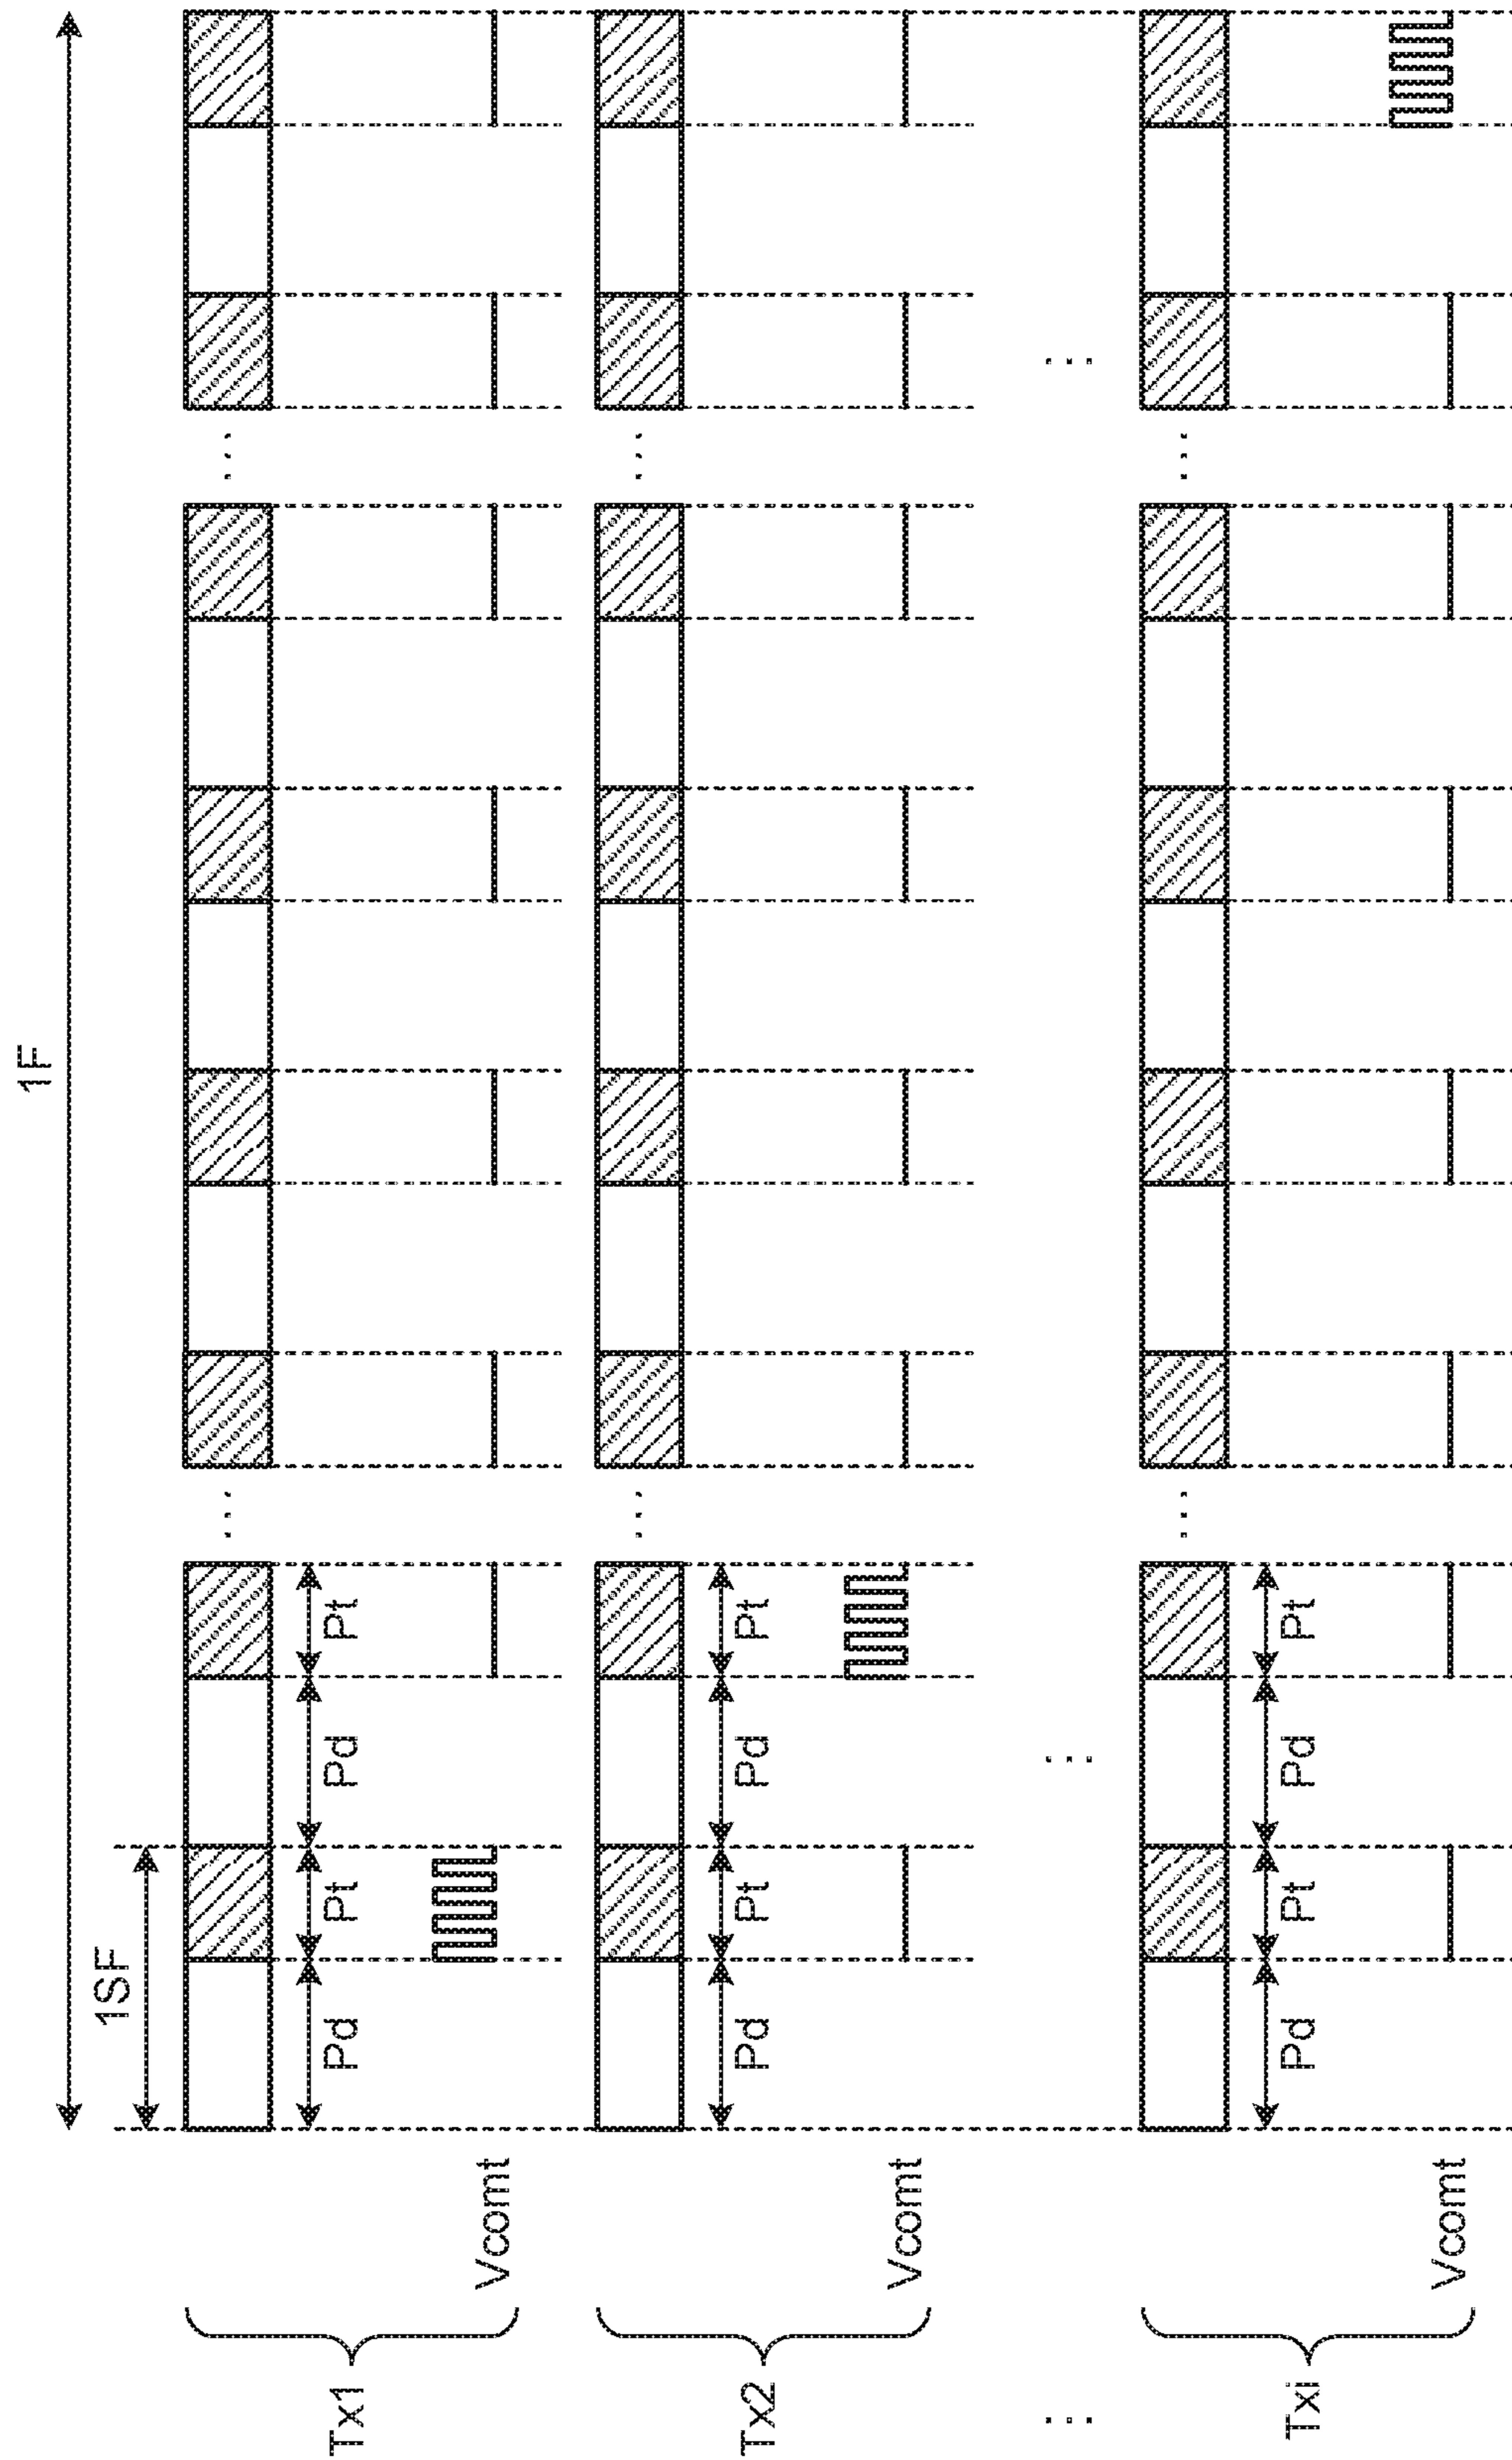 1F
1SF
Tx1
Pd Pt Pd Pt ...
...
Vcomt
Tx2
Pd Pt Pd Pt ...
...
Vcomt
...
...
...
Txi
Pd Pt Pd Pt ...
...
Vcomt